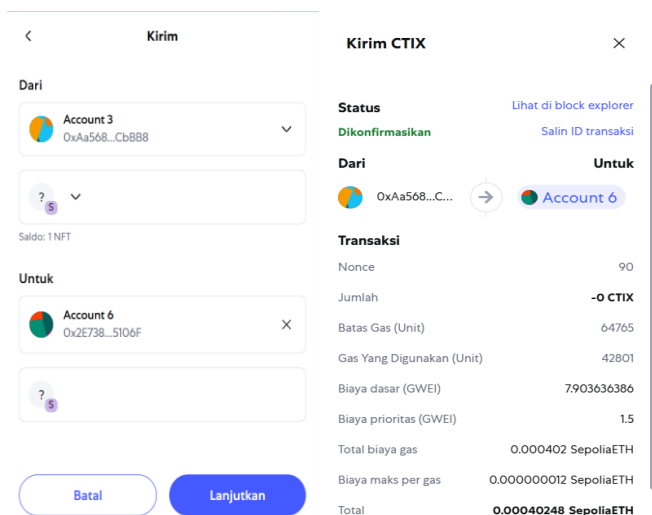 Kirim
Dari
Account 3
0xAa568...CbBB8
?
S
Saldo: 1 NFT
Untuk
Account 6
0x2E738...5106F
?
S
Batal
Lanjutkan
Kirim CTIX
Status
Lihat di block explorer
Dikonfirmasikan
Salin ID transaksi
Dari
Untuk
0xAa568...C...
Account 6
Transaksi
Nonce
90
Jumlah
-0 CTIX
Batas Gas (Unit)
64765
Gas Yang Digunakan (Unit)
42801
Biaya dasar (GWEI)
7.903636386
Biaya prioritas (GWEI)
1.5
Total biaya gas
0.000402 SepoliaETH
Biaya maks per gas
0.000000012 SepoliaETH
Total
0.00040248 SepoliaETH